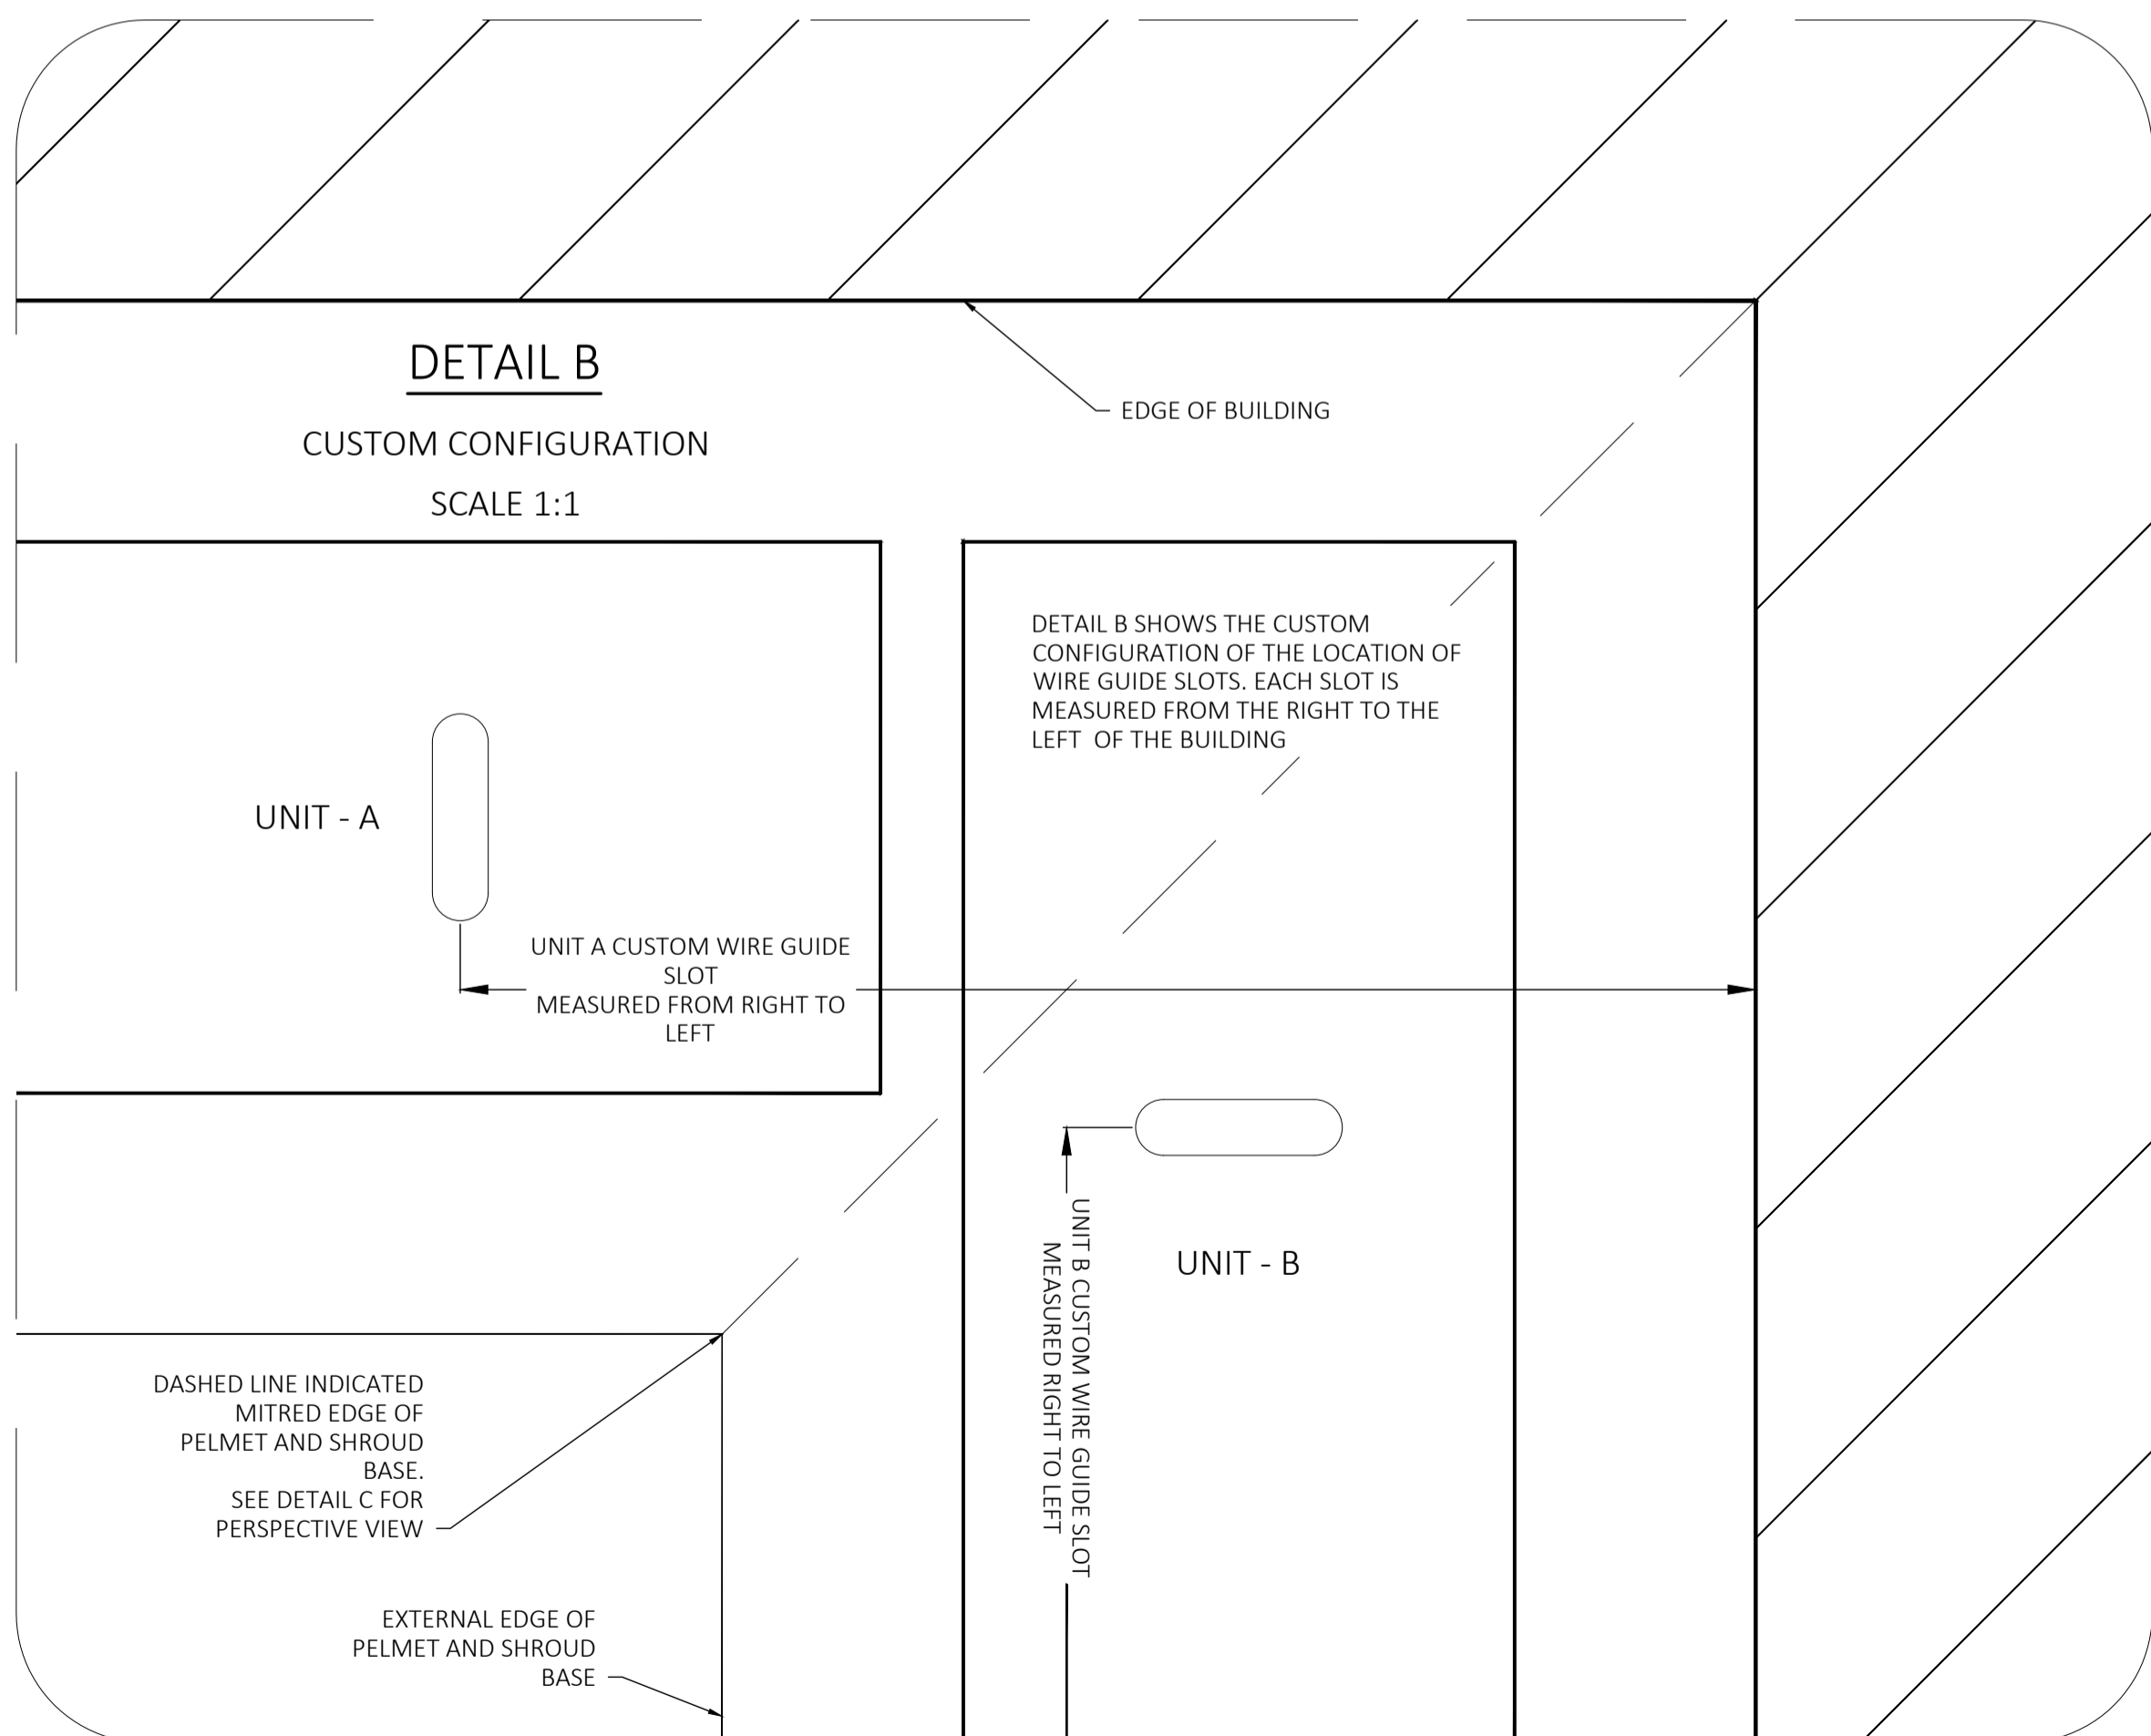 DETAIL B
CUSTOM CONFIGURATION
SCALE 1:1
EDGE OF BUILDING
DETAIL B SHOWS THE CUSTOM
CONFIGURATION OF THE LOCATION OF
WIRE GUIDE SLOTS. EACH SLOT IS
MEASURED FROM THE RIGHT TO THE
LEFT OF THE BUILDING
UNIT - A
UNIT A CUSTOM WIRE GUIDE
SLOT
MEASURED FROM RIGHT TO
LEFT
UNIT B CUSTOM WIRE GUIDE SLOT
MEASURED RIGHT TO LEFT
UNIT - B
DASHED LINE INDICATED
MITRED EDGE OF
PELMET AND SHROUD
BASE.
SEE DETAIL C FOR
PERSPECTIVE VIEW
EXTERNAL EDGE OF
PELMET AND SHROUD
BASE